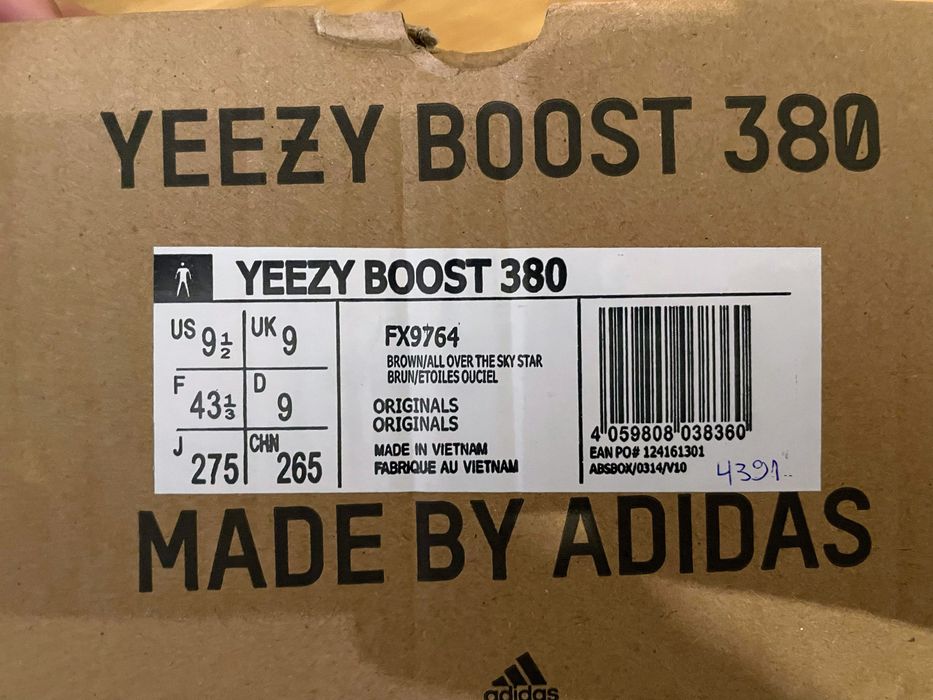 YEEZY BOOST 380
YEEZY BOOST 380
US 9½
UK 9
F 43⅓
D 9
J 275
CHN 265
FX9764
BROWN/ALL OVER THE SKY STAR
BRUN/ETOILES OUCIEL
ORIGINALS
ORIGINALS
MADE IN VIETNAM
FABRIQUE AU VIETNAM
4 059808 038360
EAN PO# 124161301
ABSBOX/0314/V10
4391..
MADE BY ADIDAS
adidas